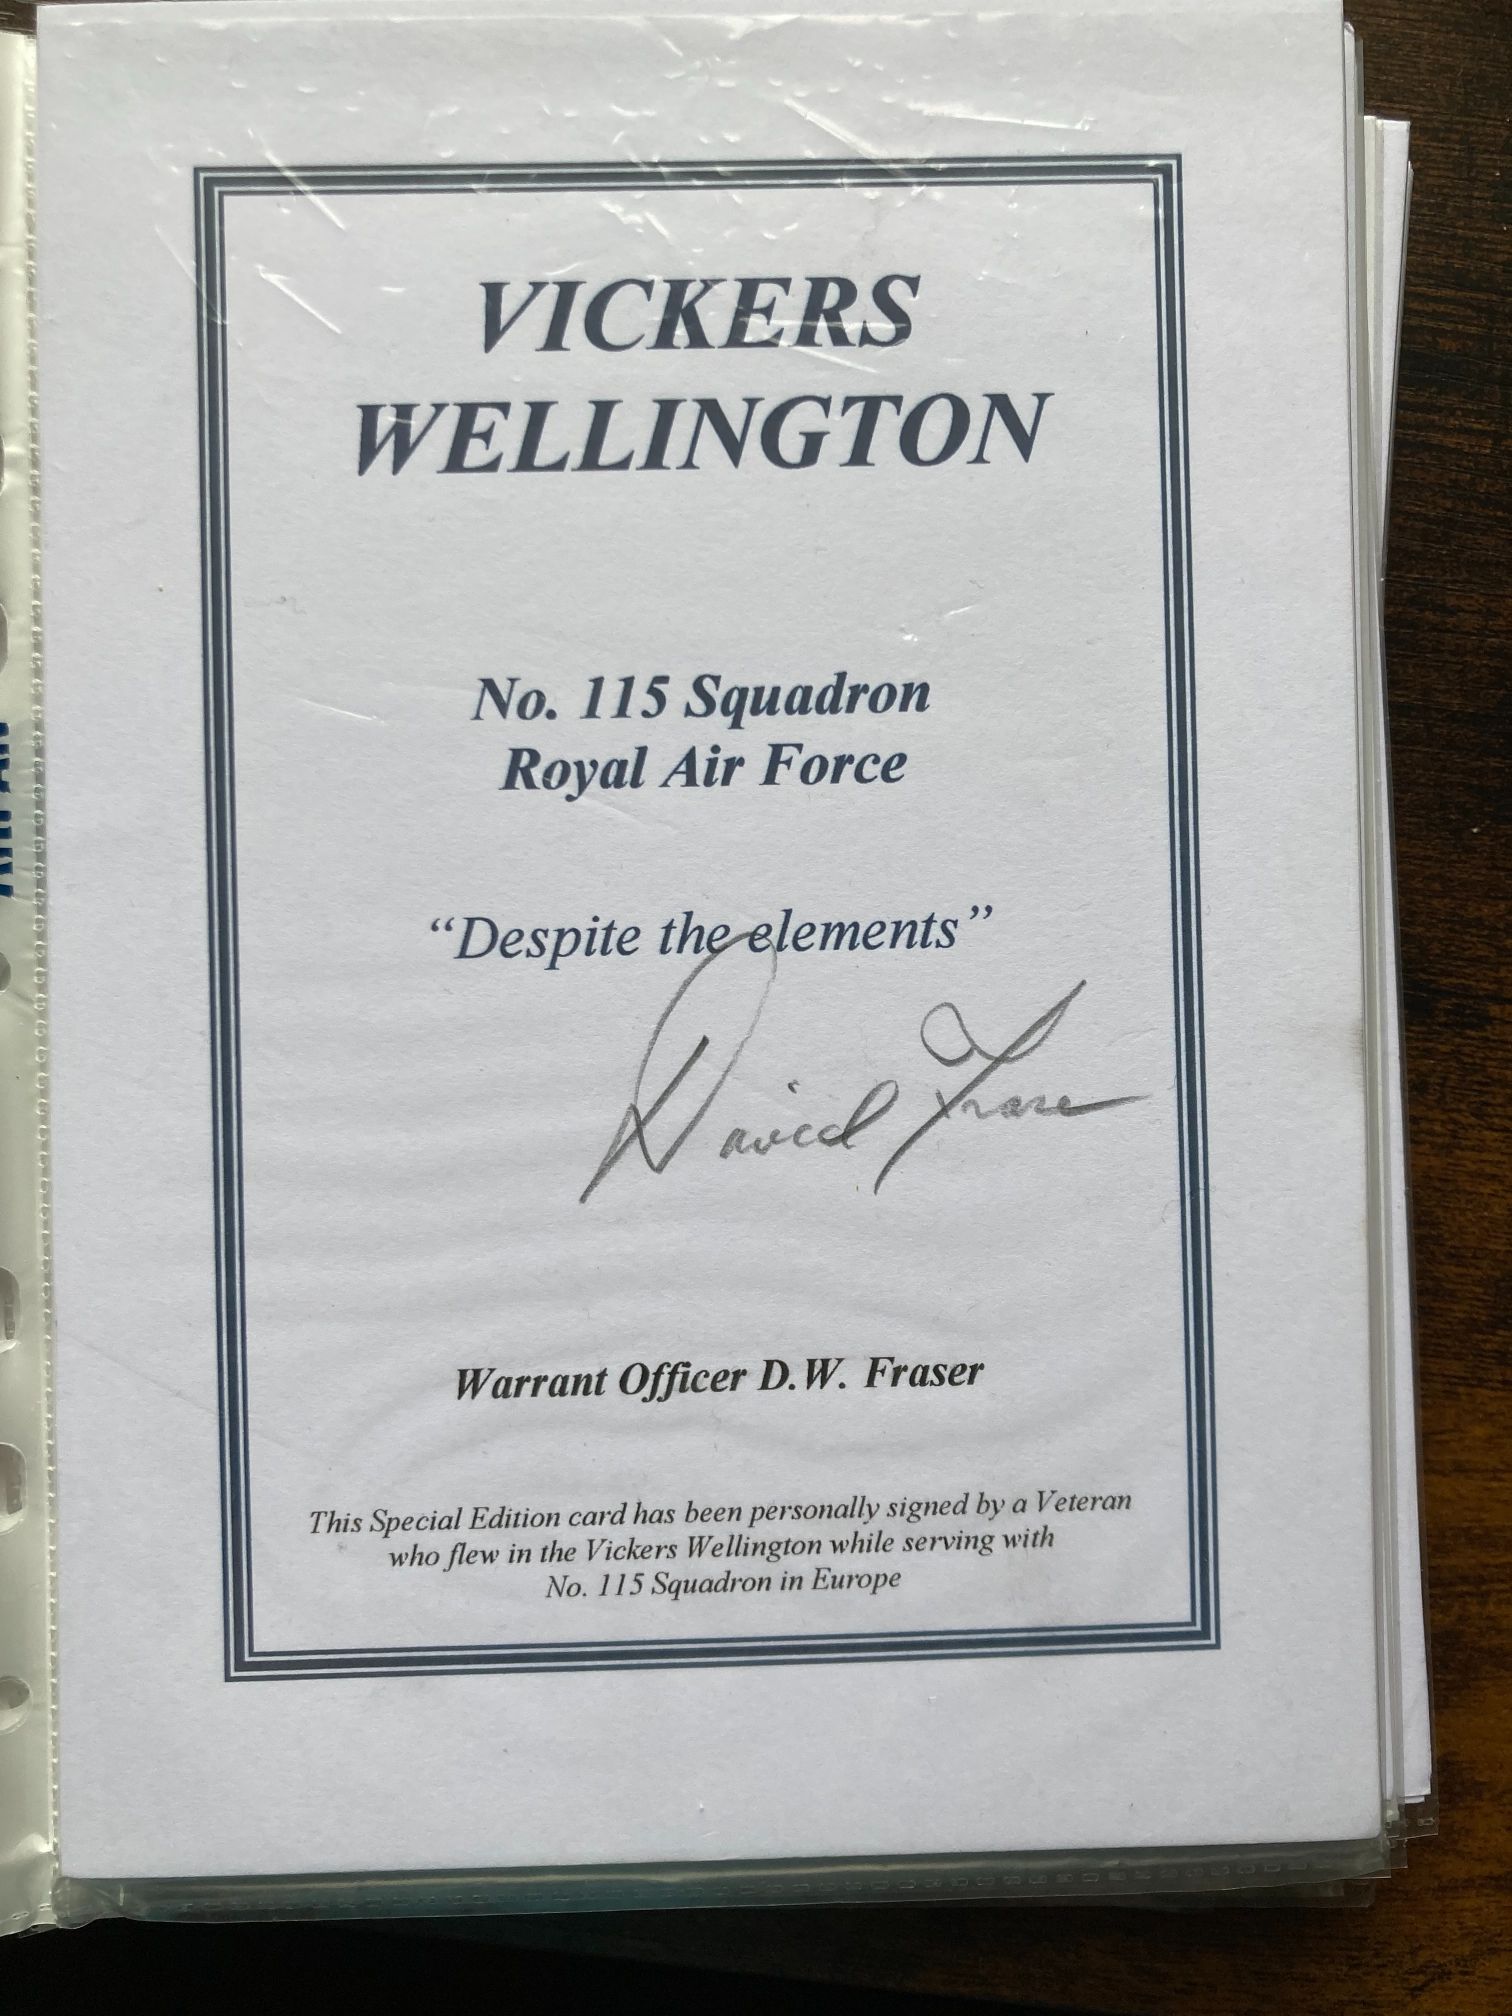 VICKERS
WELLINGTON
No. 115 Squadron
Royal Air Force
“Despite the elements”
David Fraser
Warrant Officer D.W. Fraser
This Special Edition card has been personally signed by a Veteran
who flew in the Vickers Wellington while serving with
No. 115 Squadron in Europe